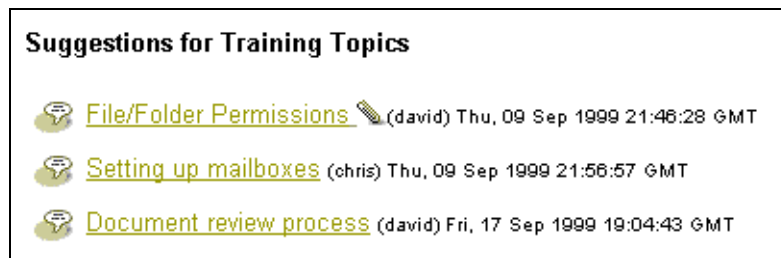 Suggestions for Training Topics
File/Folder Permissions (david) Thu, 09 Sep 1999 21:46:28 GMT
Setting up mailboxes (chris) Thu, 09 Sep 1999 21:56:57 GMT
Document review process (david) Fri, 17 Sep 1999 19:04:43 GMT